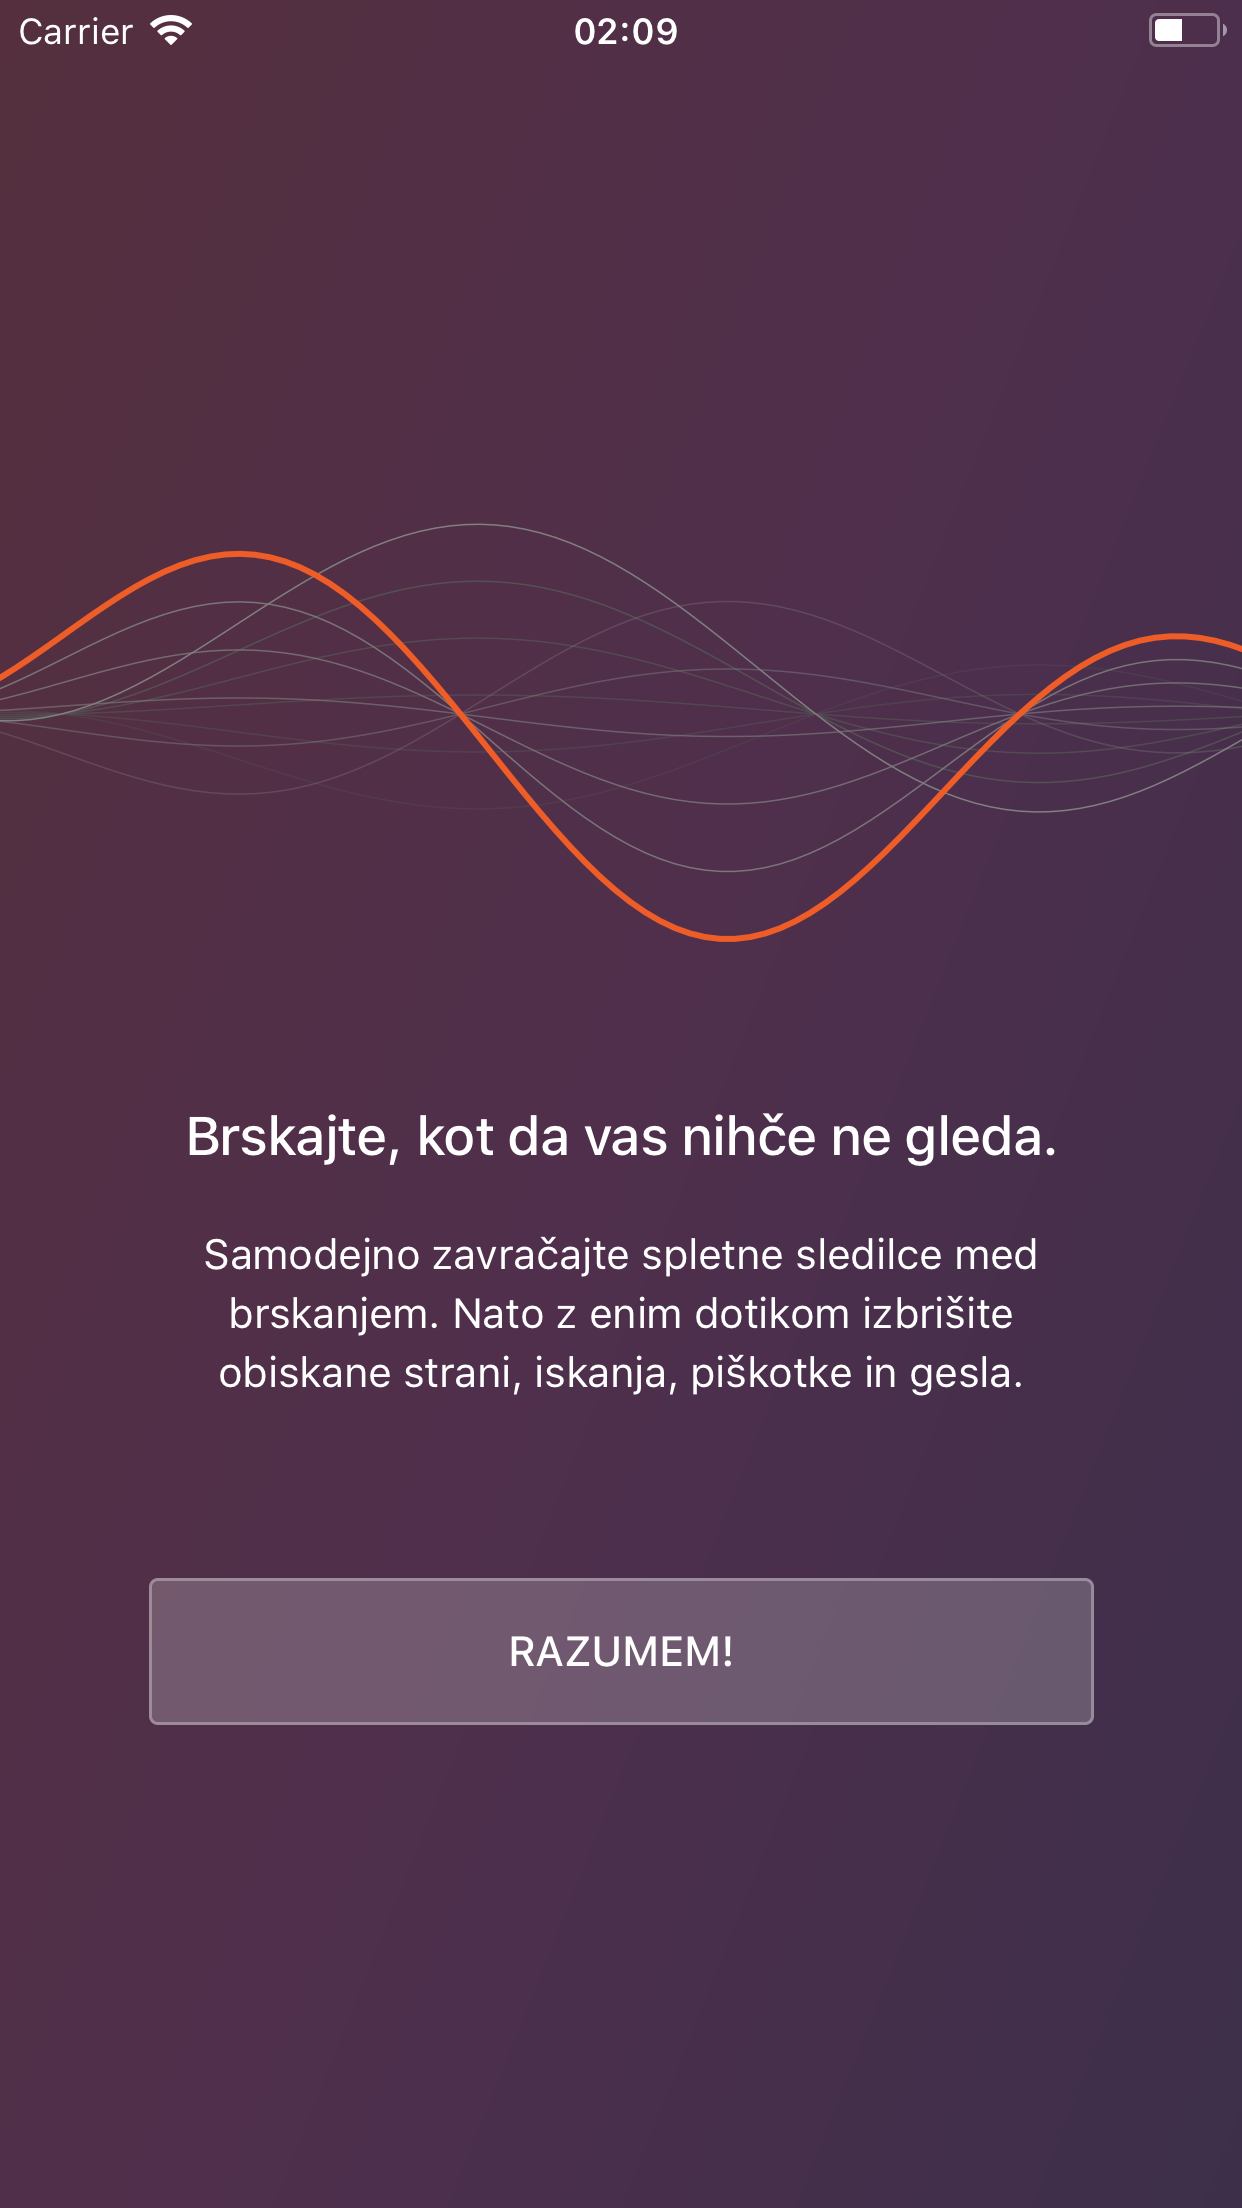 Carrier
02:09
Brskajte, kot da vas nihče ne gleda.
Samodejno zavračajte spletne sledilce med
brskanjem. Nato z enim dotikom izbrišite
obiskane strani, iskanja, piškotke in gesla.
RAZUMEM!